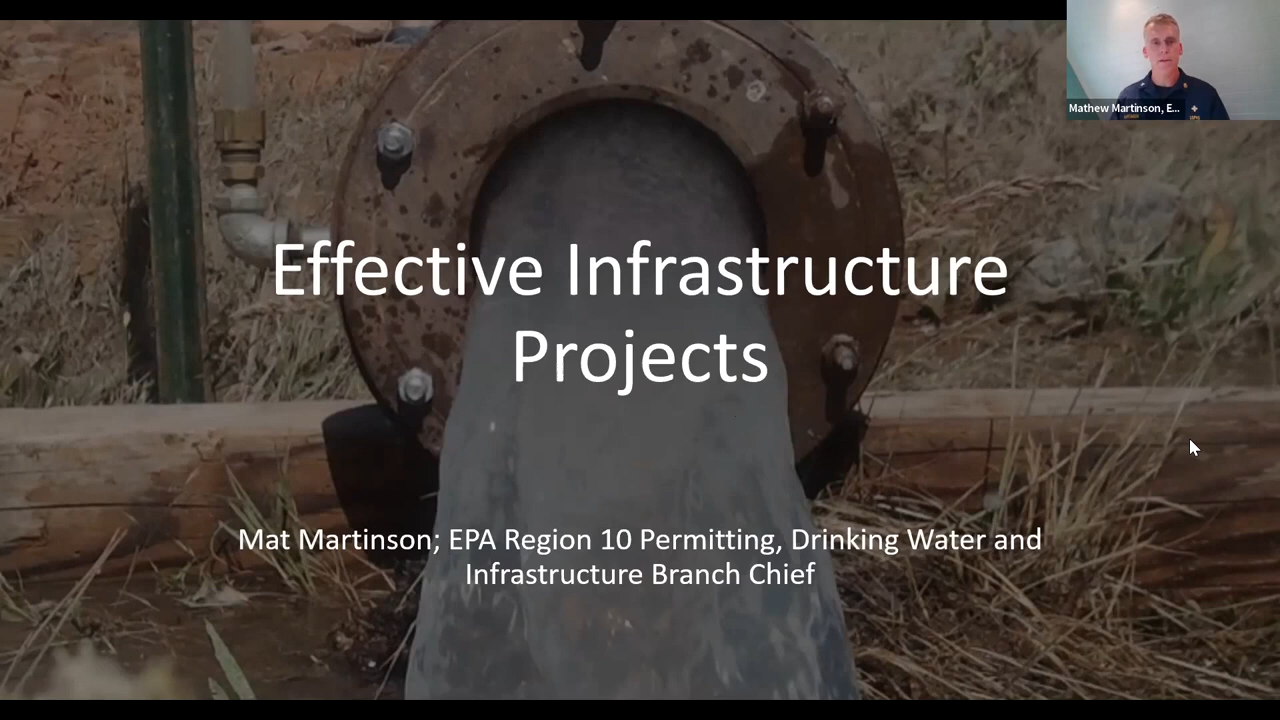 Mathew Martinson, E...
Effective Infrastructure
Projects
Mat Martinson; EPA Region 10 Permitting, Drinking Water and
Infrastructure Branch Chief